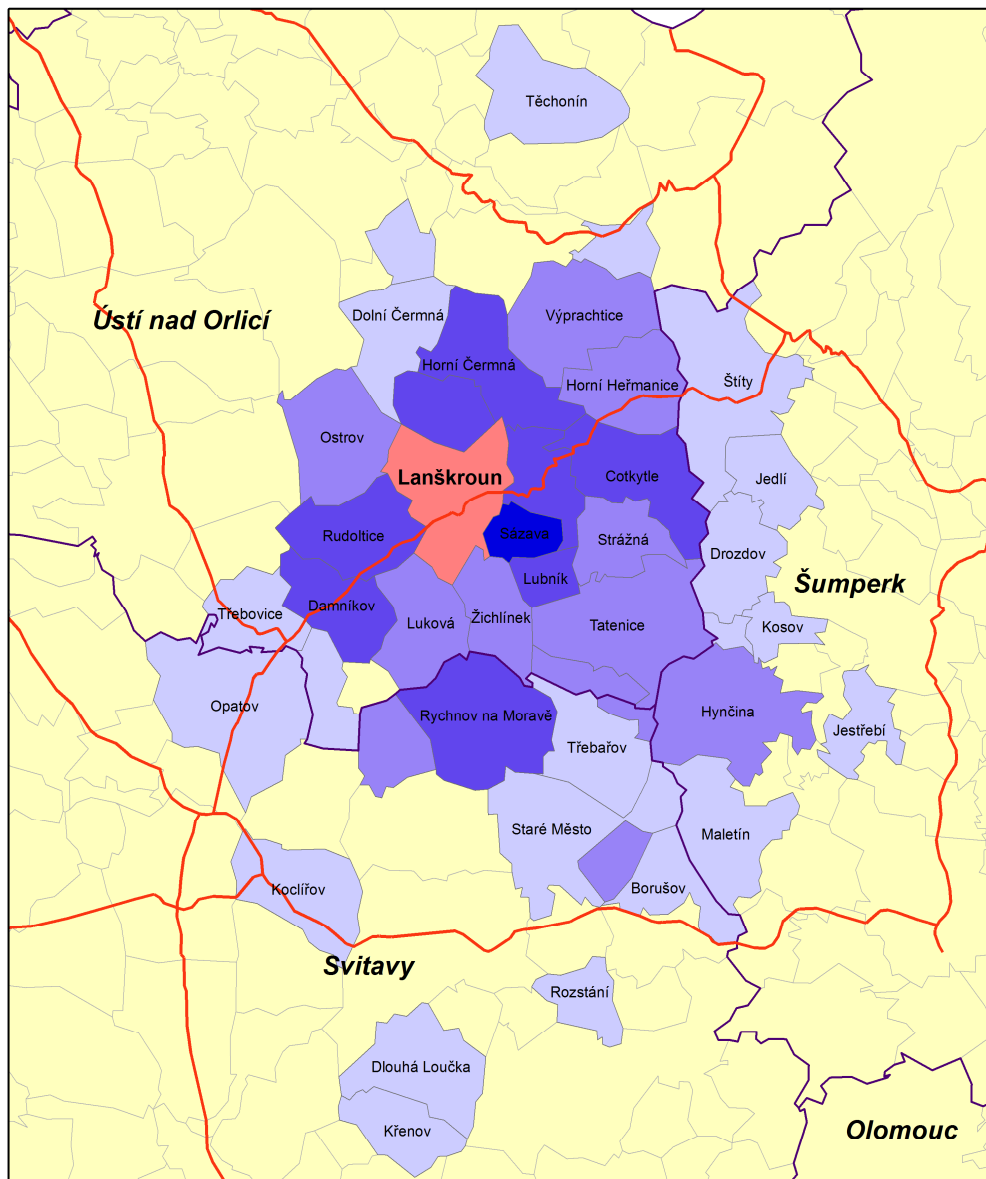 Těchonín
Dolní Čermná
Výprachtice
Ústí nad Orlicí
Horní Čermná
Horní Heřmanice
Štíty
Ostrov
Lanškroun
Cotkytle
Jedlí
Rudoltice
Sázava
Strážná
Drozdov
Šumperk
Lubník
Damníkov
Třebovice
Luková
Žichlínek
Tatenice
Kosov
Opatov
Rychnov na Moravě
Hynčina
Jestřebí
Třebařov
Staré Město
Maletín
Koclířov
Borušov
Svitavy
Rozstání
Dlouhá Loučka
Křenov
Olomouc